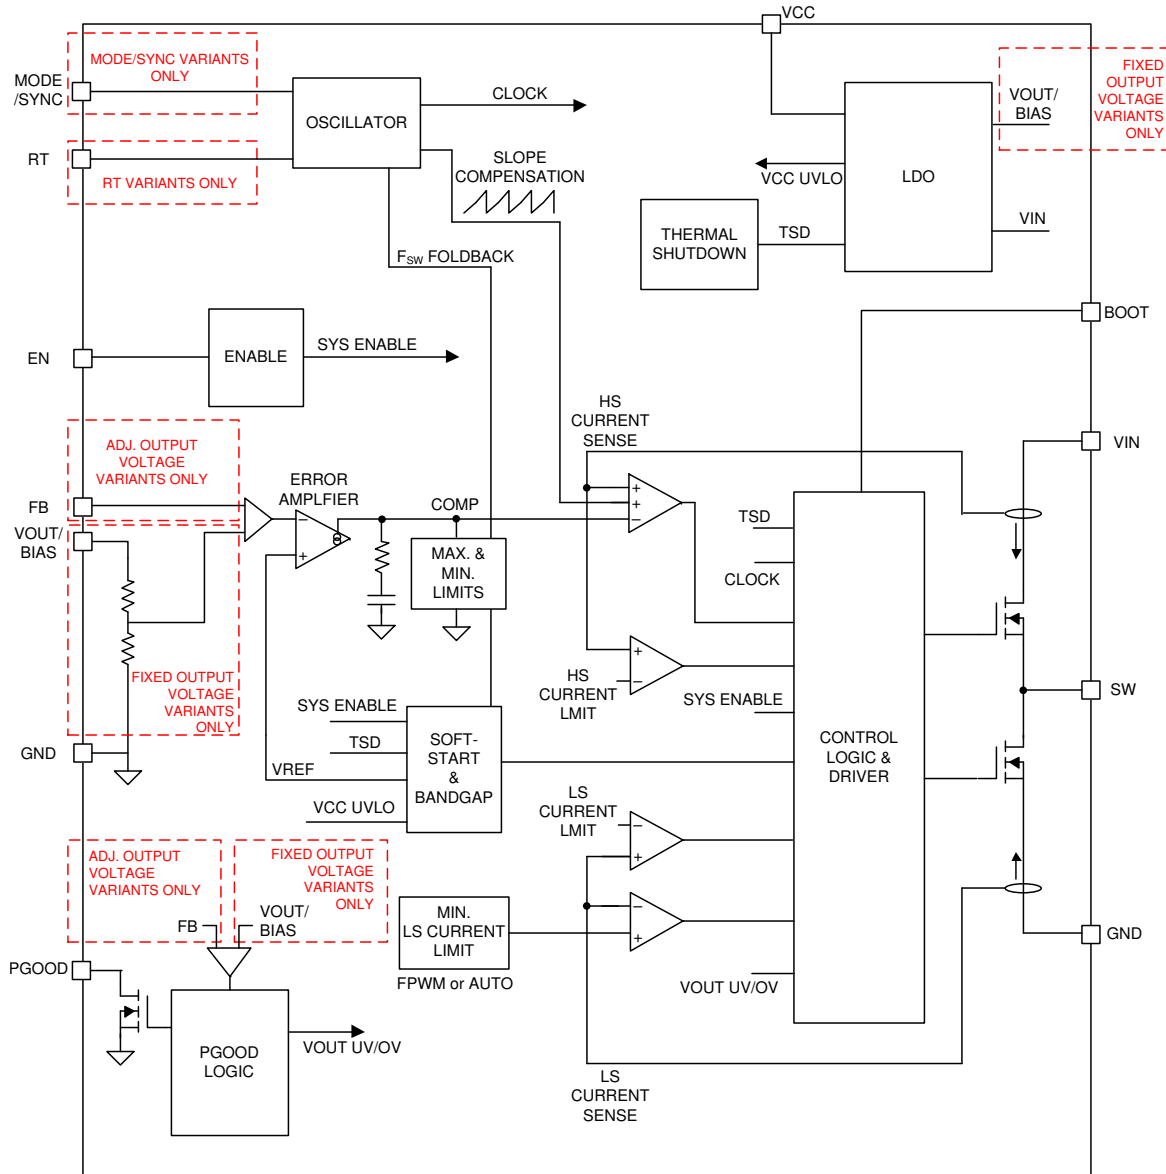 VCC
MODE/SYNC VARIANTS
ONLY
MODE
/SYNC
OSCILLATOR
CLOCK
FIXED
OUTPUT
VOLTAGE
VARIANTS
ONLY
VOUT/
BIAS
RT
RT VARIANTS ONLY
SLOPE
COMPENSATION
VCC UVLO
LDO
THERMAL
SHUTDOWN
TSD
VIN
FSW FOLDBACK
BOOT
EN
ENABLE
SYS ENABLE
HS
CURRENT
SENSE
VIN
ADJ. OUTPUT
VOLTAGE
VARIANTS ONLY
FB
ERROR
AMPLFIER
COMP
+
+
−
−
+
VOUT/
BIAS
MAX. &
MIN.
LIMITS
TSD
CLOCK
FIXED OUTPUT
VOLTAGE
VARIANTS
ONLY
HS
CURRENT
LMIT
+
−
SYS ENABLE
SW
GND
SYS ENABLE
TSD
VREF
VCC UVLO
SOFT-
START
&
BANDGAP
CONTROL
LOGIC &
DRIVER
LS
CURRENT
LMIT
−
+
ADJ. OUTPUT
VOLTAGE
VARIANTS ONLY
FIXED OUTPUT
VOLTAGE
VARIANTS
ONLY
FB
VOUT/
BIAS
MIN.
LS CURRENT
LIMIT
−
+
FPWM or AUTO
GND
PGOOD
VOUT UV/OV
PGOOD
LOGIC
VOUT UV/OV
LS
CURRENT
SENSE